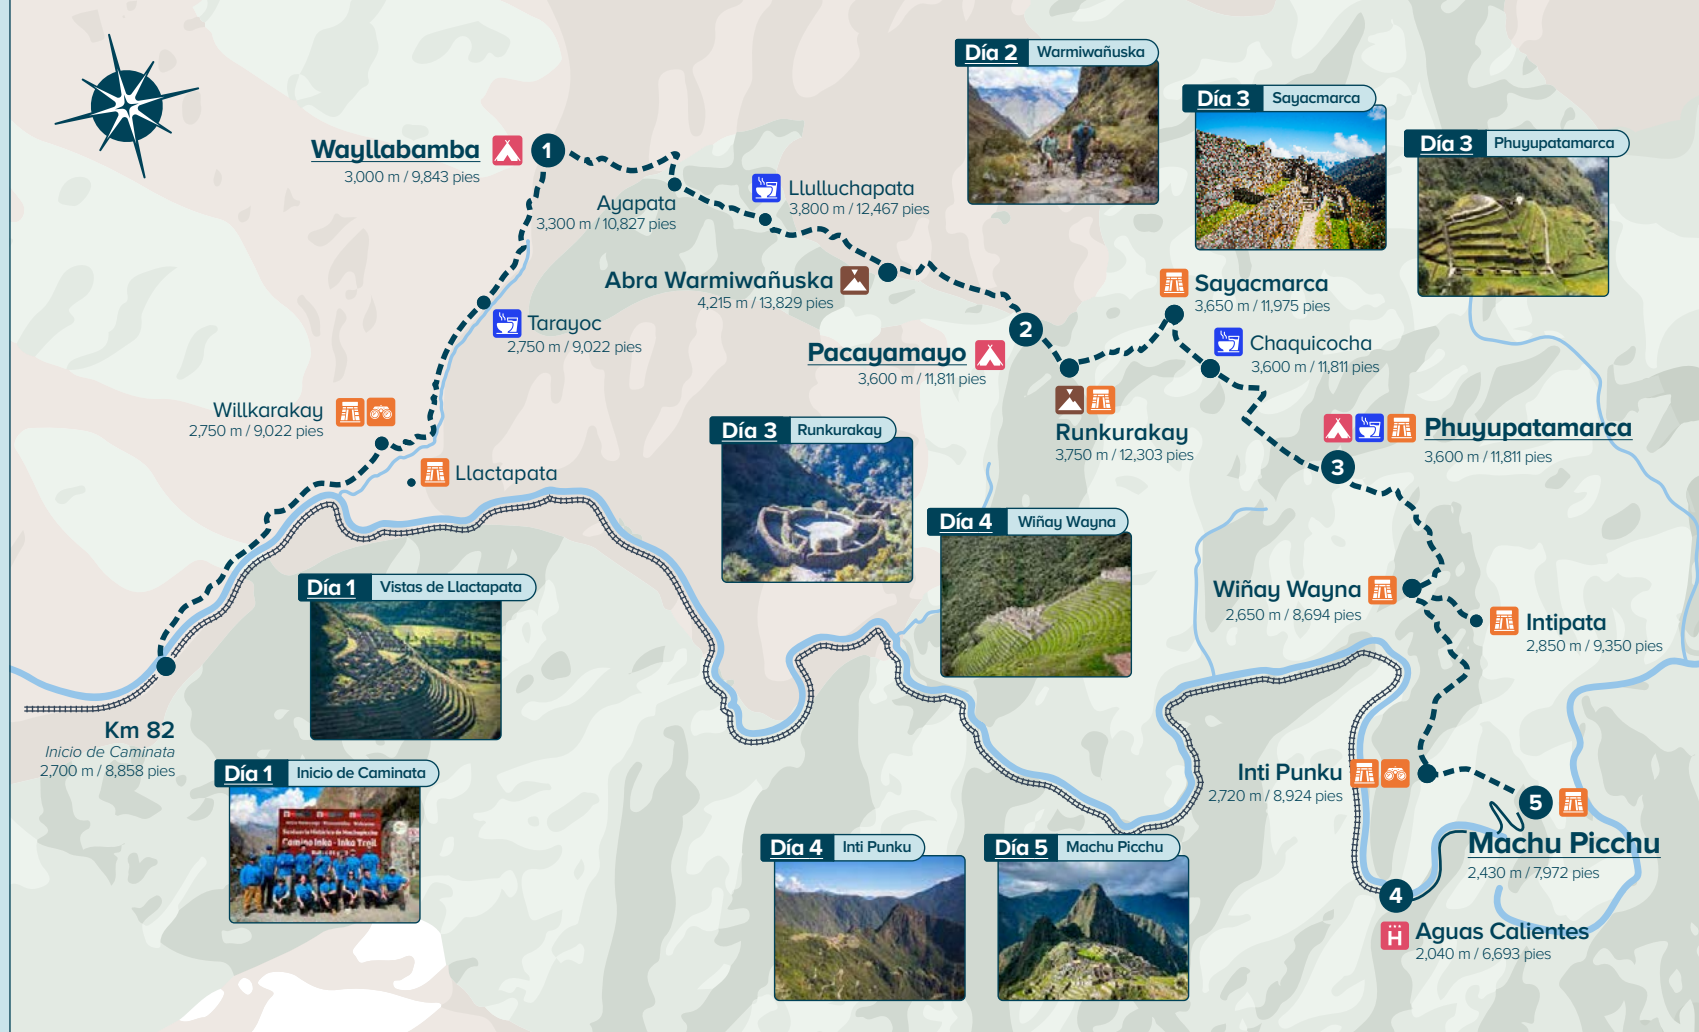 Día 2 Warmiwañuska
Día 3 Sayacmarca
Día 3 Phuyupatamarca
Wayllabamba
1
3,000 m / 9,843 pies
Llulluchapata
3,800 m / 12,467 pies
Ayapata
3,300 m / 10,827 pies
Abra Warmiwañuska
4,215 m / 13,829 pies
Sayacmarca
3,650 m / 11,975 pies
Tarayoc
2,750 m / 9,022 pies
2
Pacayamayo
3,600 m / 11,811 pies
Chaquicocha
3,600 m / 11,811 pies
Willkarakay
2,750 m / 9,022 pies
Runkurakay
3,750 m / 12,303 pies
Phuyupatamarca
3,600 m / 11,811 pies
3
Llactapata
Día 3 Runkurakay
Día 4 Wiñay Wayna
Wiñay Wayna
2,650 m / 8,694 pies
Intipata
2,850 m / 9,350 pies
Día 1 Vistas de Llactapata
Km 82
Inicio de Caminata
2,700 m / 8,858 pies
Día 1 Inicio de Caminata
Camino Inka - Inka Trail
Inti Punku
2,720 m / 8,924 pies
5
Machu Picchu
2,430 m / 7,972 pies
Día 4 Inti Punku
Día 5 Machu Picchu
4
H
Aguas Calientes
2,040 m / 6,693 pies